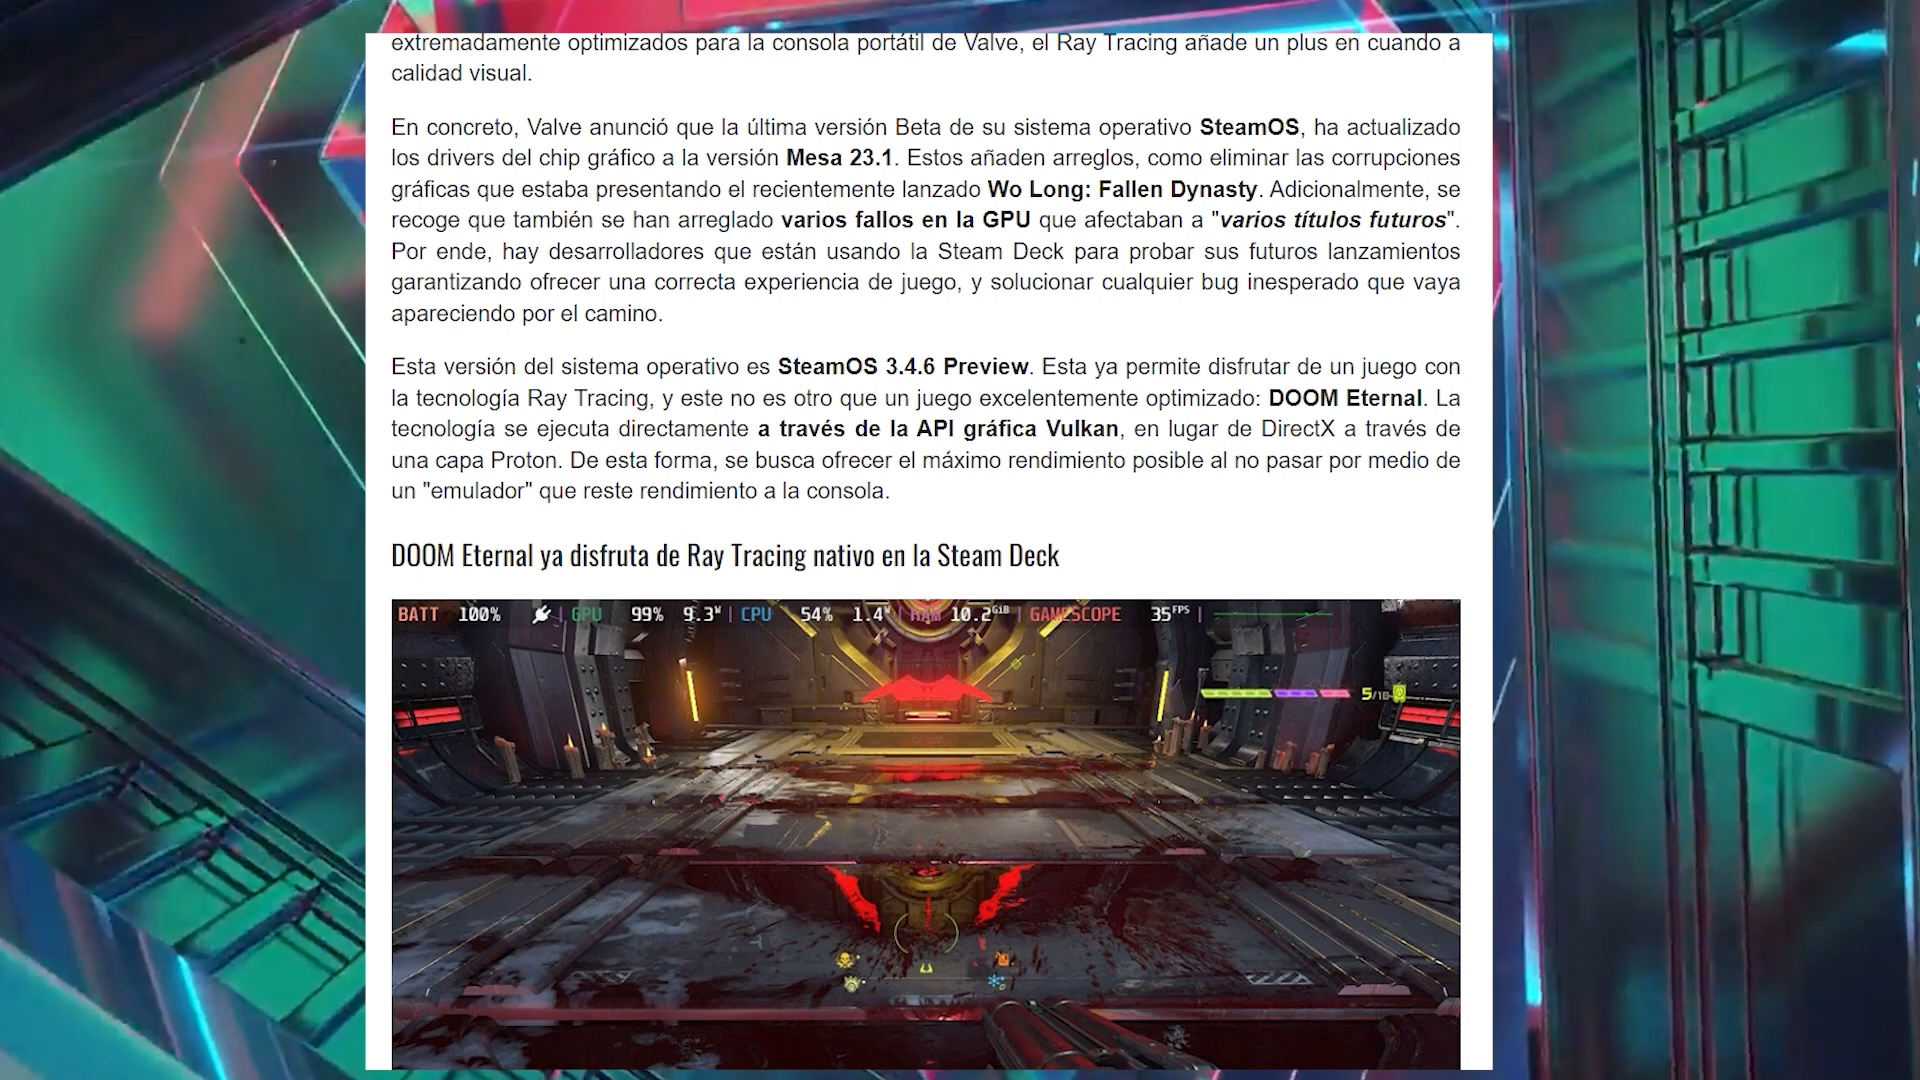 extremadamente optimizados para la consola portátil de Valve, el Ray Tracing añade un plus en cuando a
calidad visual.
En concreto, Valve anunció que la última versión Beta de su sistema operativo SteamOS, ha actualizado
los drivers del chip gráfico a la versión Mesa 23.1. Estos añaden arreglos, como eliminar las corrupciones
gráficas que estaba presentando el recientemente lanzado Wo Long: Fallen Dynasty. Adicionalmente, se
recoge que también se han arreglado varios fallos en la GPU que afectaban a "varios títulos futuros".
Por ende, hay desarrolladores que están usando la Steam Deck para probar sus futuros lanzamientos
garantizando ofrecer una correcta experiencia de juego, y solucionar cualquier bug inesperado que vaya
apareciendo por el camino.
Esta versión del sistema operativo es SteamOS 3.4.6 Preview. Esta ya permite disfrutar de un juego con
la tecnología Ray Tracing, y este no es otro que un juego excelentemente optimizado: DOOM Eternal. La
tecnología se ejecuta directamente a través de la API gráfica Vulkan, en lugar de DirectX a través de
una capa Proton. De esta forma, se busca ofrecer el máximo rendimiento posible al no pasar por medio de
un "emulador" que reste rendimiento a la consola.
DOOM Eternal ya disfruta de Ray Tracing nativo en la Steam Deck
BATT 100% | GPU 99% 9.3W | CPU 54% 1.4W | RAM 10.2GiB | GAMESCOPE 35FPS |
5/18